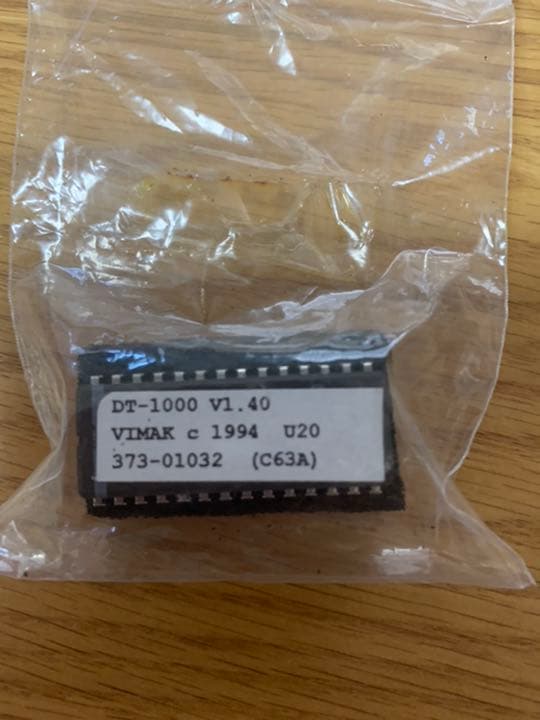 DT-1000 V1.40
VIMAK c 1994 U20
373-01032 (C63A)